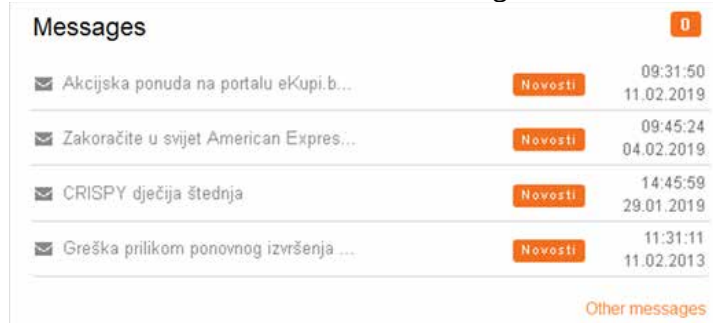 Messages 0
Akcijska ponuda na portalu eKupi.b... Novosti 09:31:50 11.02.2019
Zakoračite u svijet American Expres... Novosti 09:45:24 04.02.2019
CRISPY dječija štednja Novosti 14:45:59 29.01.2019
Greška prilikom ponovnog izvršenja ... Novosti 11:31:11 11.02.2013
Other messages